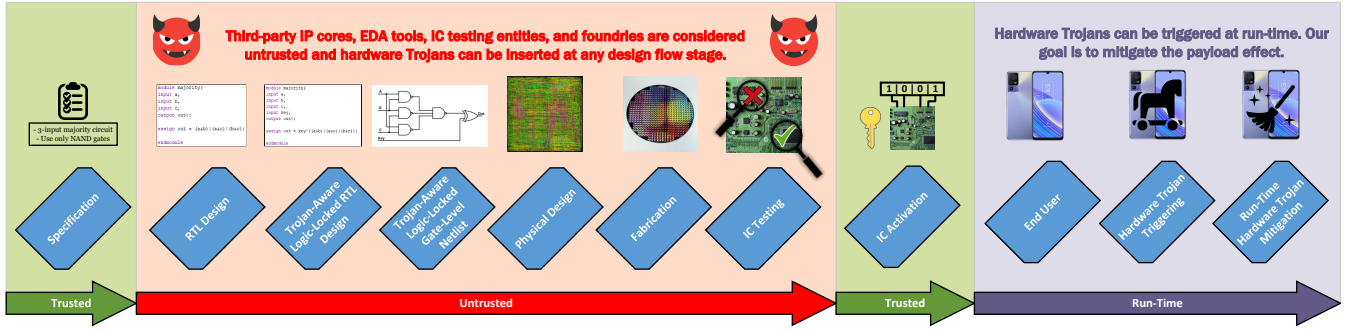 Third-party IP cores, EDA tools, IC testing entities, and foundries are considered
untrusted and hardware Trojans can be inserted at any design flow stage.
Hardware Trojans can be triggered at run-time. Our
goal is to mitigate the payload effect.
- 3-input majority circuit
- Use only NAND gates
module majority(
input a,
input b,
input c,
output out);
assign out = (a&b)|(a&c)|(b&c);
endmodule
module majority(
input a,
input b,
input c,
input key,
output out);
assign out = key^((a&b)|(a&c)|(b&c));
endmodule
A
B
C
Key
Out
1 0 0 1
Specification
RTL Design
Trojan-Aware
Logic-Locked RTL
Design
Trojan-Aware
Logic-Locked
Gate-Level
Netlist
Physical Design
Fabrication
IC Testing
IC Activation
End User
Hardware Trojan
Triggering
Run-Time
Hardware Trojan
Mitigation
Trusted
Untrusted
Trusted
Run-Time